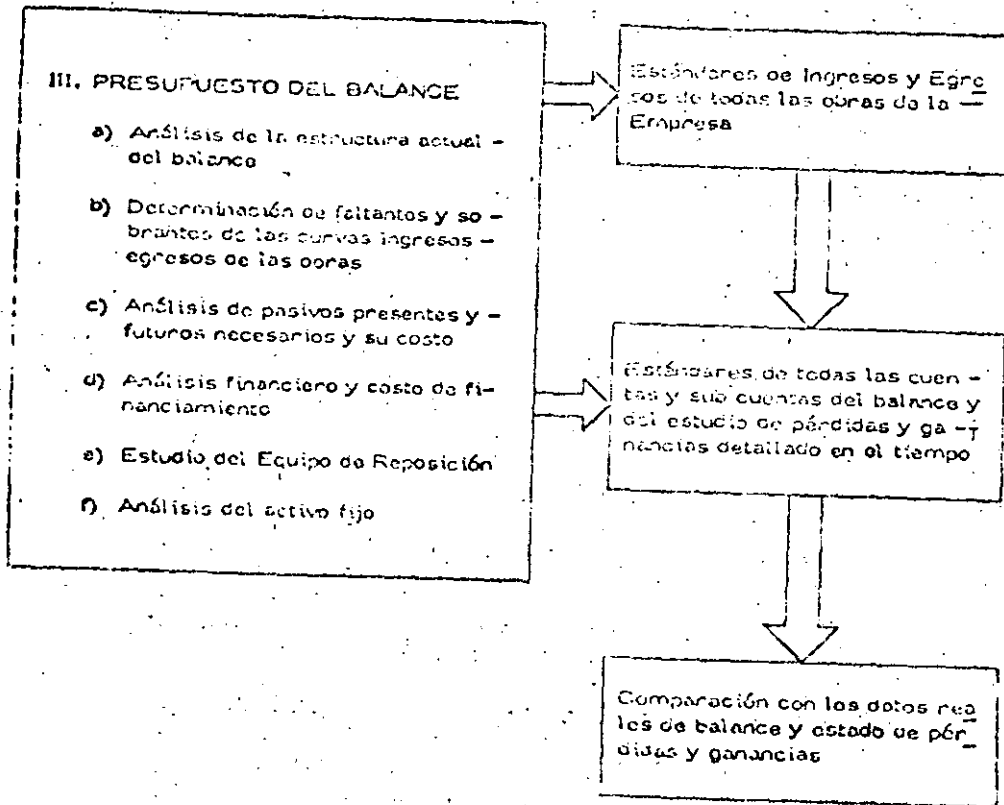 III. PRESUPUESTO DEL BALANCE
a) Análisis de la estructura actual -
del balance
b) Determinación de faltantes y so -
brantes de las curvas ingresos -
egresos de las obras
c) Análisis de pasivos presentes y -
futuros necesarios y su costo
d) Análisis financiero y costo de fi-
nanciamiento
e) Estudio del Equipo de Reposición
f) Análisis del activo fijo
Estándares de Ingresos y Egre
sos de todas las obras de la -
Empresa
Estándares de todas las cuen -
tas y sub cuentas del balance y
del estudio de pérdidas y ga -
nancias detallado en el tiempo
Comparación con los datos rea
les de balance y estado de pér
didas y ganancias